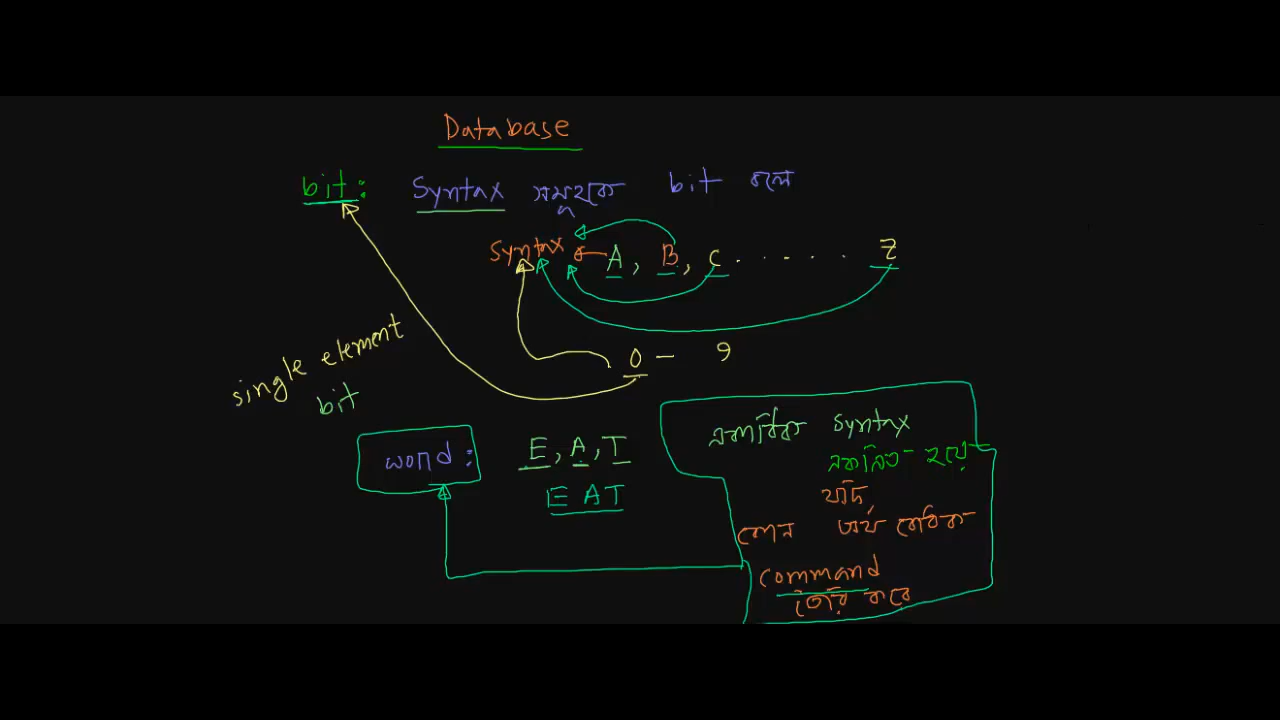 Database
bit: Syntax সমূহকে bit বলে
Syntax A, B, C . . . . . . Z
0 – 9
single element
bit
word: E, A, T
EAT
একাধিক Syntax
একত্রিত হয়ে
যদি
কোন অর্থ বোধক
command
তৈরি করে